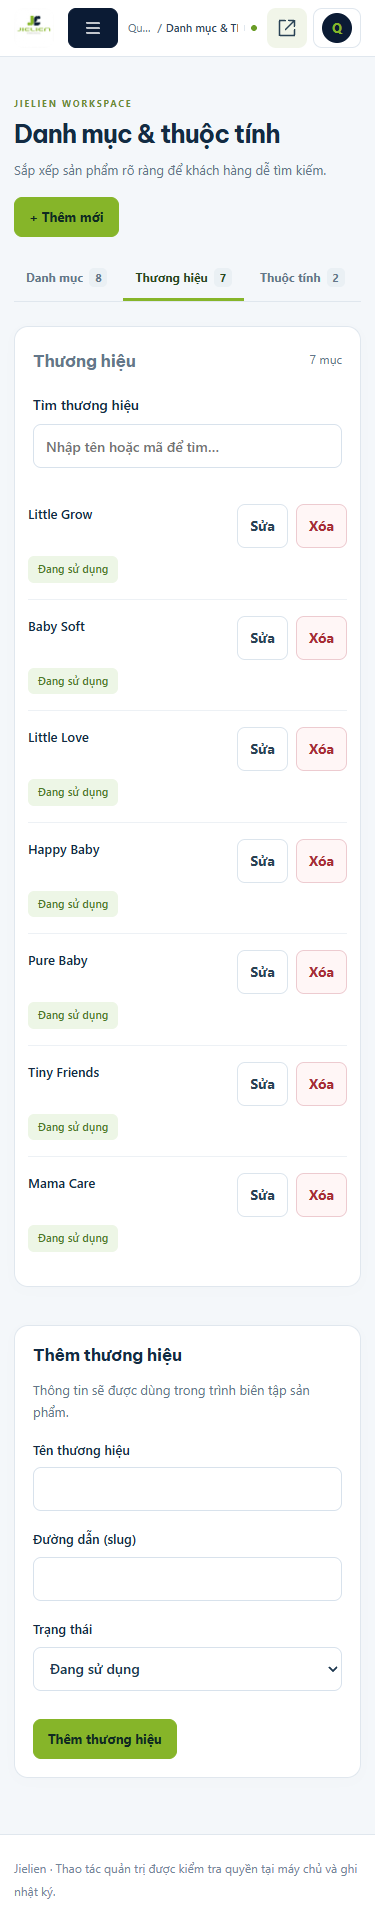 JC
JIELIEN
Qu... / Danh mục & Th
Q
JIELIEN WORKSPACE
Danh mục & thuộc tính
Sắp xếp sản phẩm rõ ràng để khách hàng dễ tìm kiếm.
+ Thêm mới
Danh mục 8 Thương hiệu 7 Thuộc tính 2
Thương hiệu 7 mục
Tìm thương hiệu
Nhập tên hoặc mã để tìm...
Little Grow Sửa Xóa
Đang sử dụng
Baby Soft Sửa Xóa
Đang sử dụng
Little Love Sửa Xóa
Đang sử dụng
Happy Baby Sửa Xóa
Đang sử dụng
Pure Baby Sửa Xóa
Đang sử dụng
Tiny Friends Sửa Xóa
Đang sử dụng
Mama Care Sửa Xóa
Đang sử dụng
Thêm thương hiệu
Thông tin sẽ được dùng trong trình biên tập sản
phẩm.
Tên thương hiệu
Đường dẫn (slug)
Trạng thái
Đang sử dụng
Thêm thương hiệu
Jielien · Thao tác quản trị được kiểm tra quyền tại máy chủ và ghi
nhật ký.